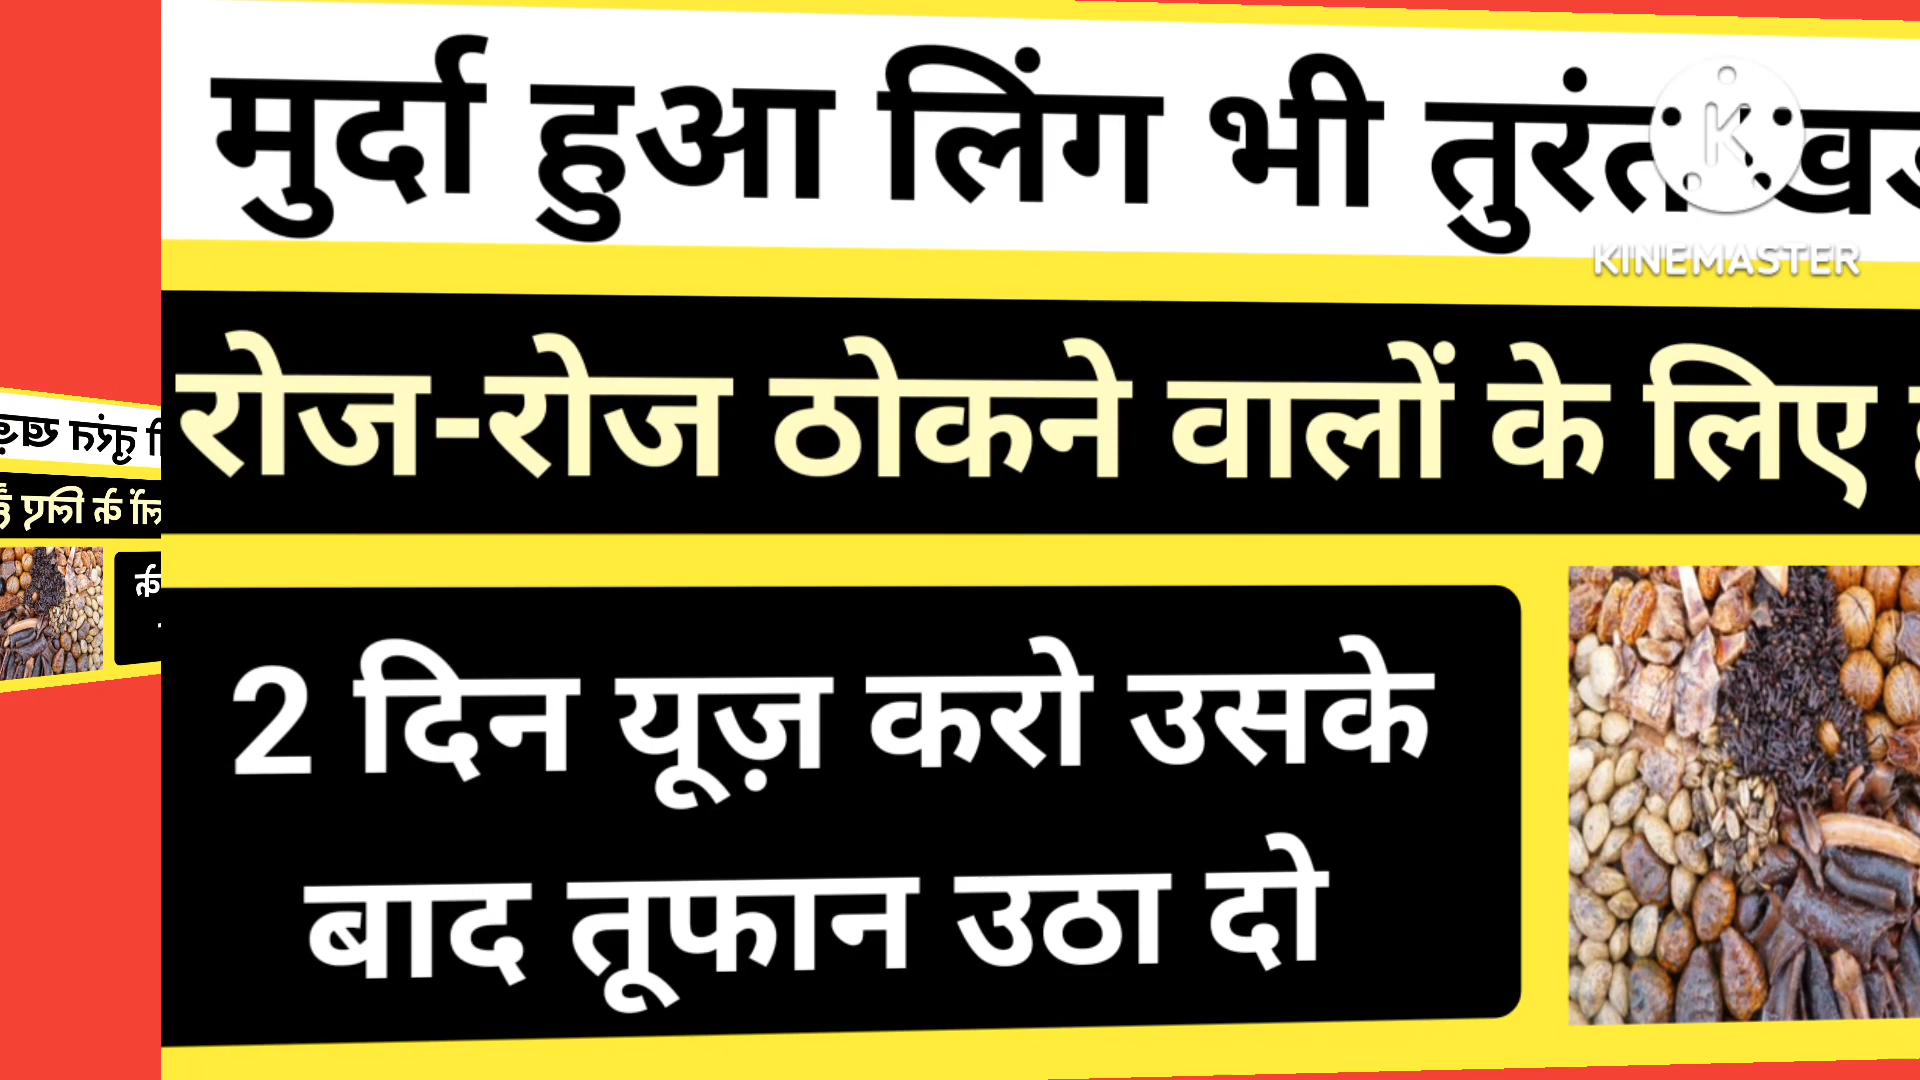 मुर्दा हुआ लिंग भी तुरंत
KINEMASTER
रोज-रोज ठोकने वालों के लिए
2 दिन यूज़ करो उसके
बाद तूफान उठा दो